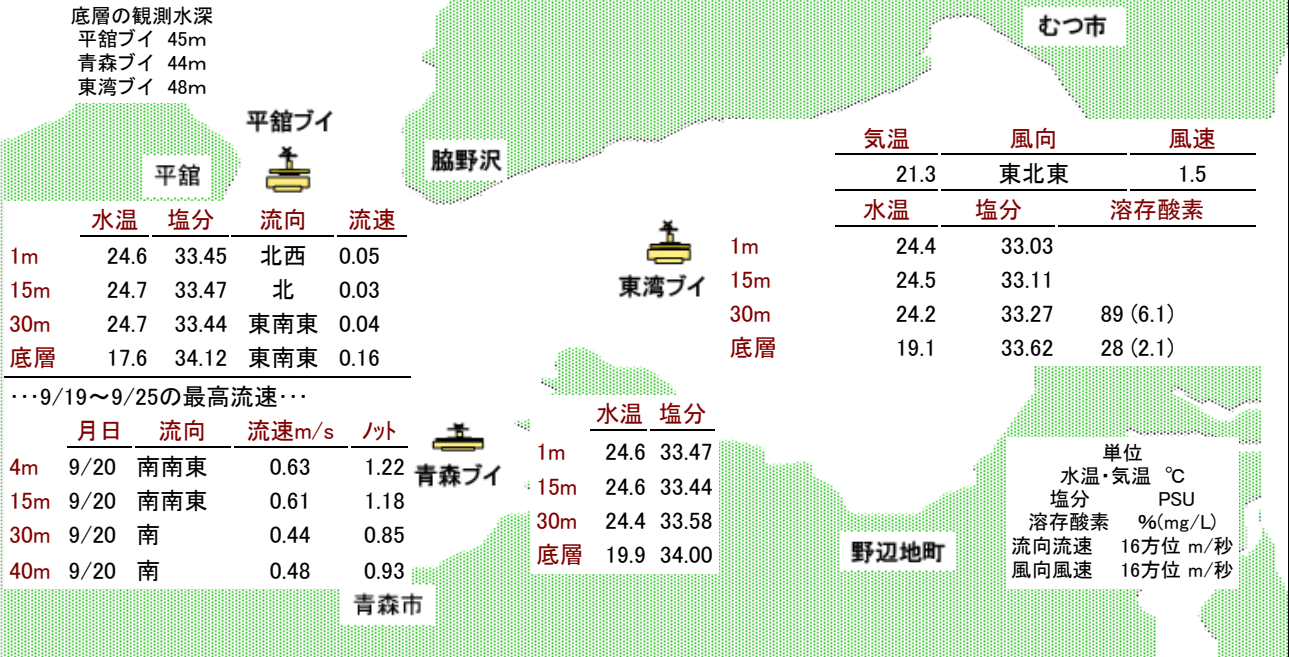 底層の観測水深
平舘ブイ 45m
青森ブイ 44m
東湾ブイ 48m
むつ市
平舘ブイ
脇野沢
平舘
気温 風向 風速
21.3 東北東 1.5
水温 塩分 溶存酸素
1m 24.4 33.03
15m 24.5 33.11
30m 24.2 33.27 89 (6.1)
底層 19.1 33.62 28 (2.1)
東湾ブイ
水温 塩分 流向 流速
1m 24.6 33.45 北西 0.05
15m 24.7 33.47 北 0.03
30m 24.7 33.44 東南東 0.04
底層 17.6 34.12 東南東 0.16
…9/19～9/25の最高流速…
月日 流向 流速m/s ノット
4m 9/20 南南東 0.63 1.22
15m 9/20 南南東 0.61 1.18
30m 9/20 南 0.44 0.85
40m 9/20 南 0.48 0.93
青森ブイ
水温 塩分
1m 24.6 33.47
15m 24.6 33.44
30m 24.4 33.58
底層 19.9 34.00
青森市
野辺地町
単位
水温・気温 ℃
塩分 PSU
溶存酸素 %(mg/L)
流向流速 16方位 m/秒
風向風速 16方位 m/秒